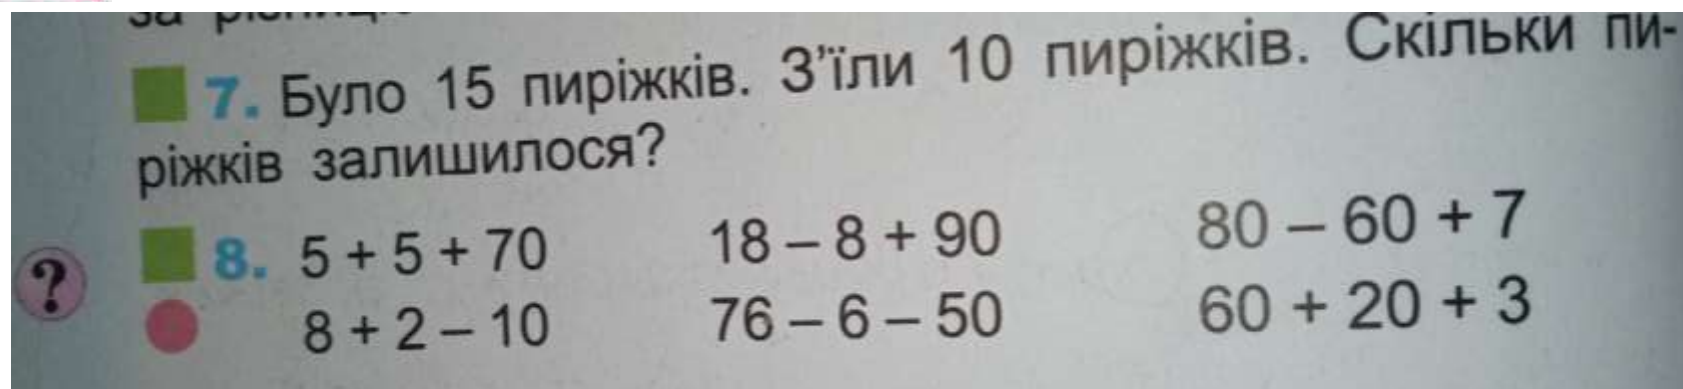 за
7. Було 15 пиріжків. З'їли 10 пиріжків. Скільки пи-
ріжків залишилося?
8. 5 + 5 + 70 18 – 8 + 90 80 – 60 + 7
? 8 + 2 – 10 76 – 6 – 50 60 + 20 + 3